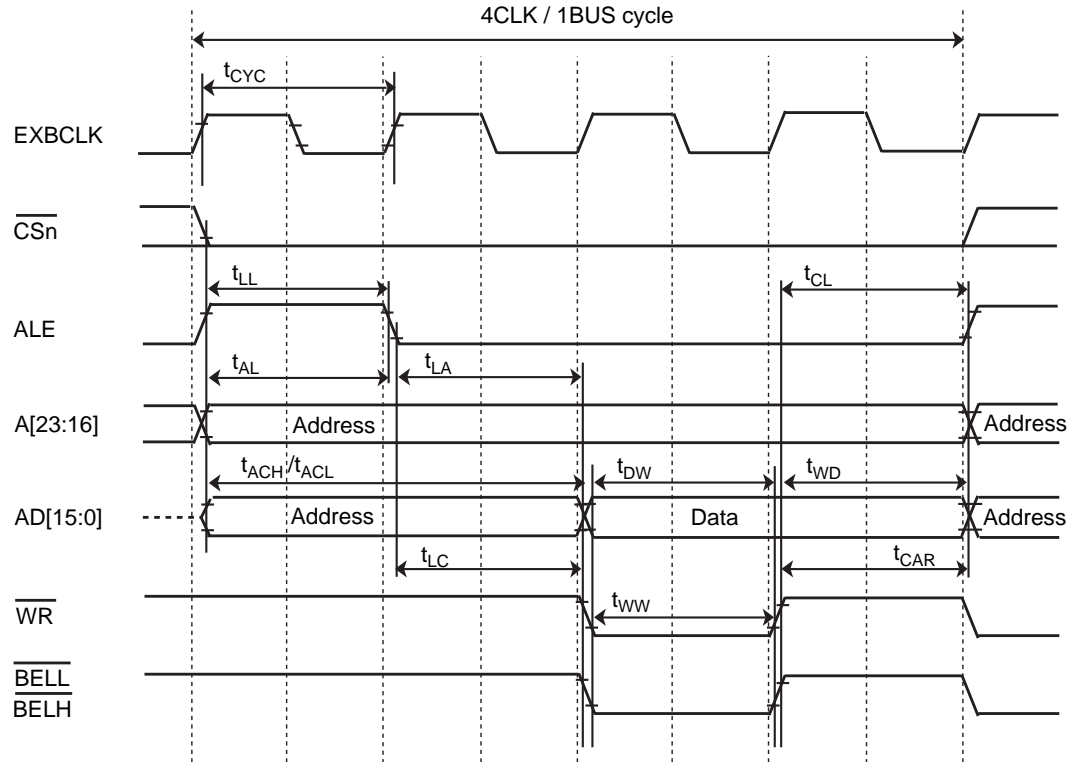 4CLK / 1BUS cycle
tCYC
EXBCLK
CSn
tLL
tCL
ALE
tAL
tLA
A[23:16]
Address
Address
tACH /tACL
tDW
tWD
AD[15:0]
Address
Data
Address
tLC
tCAR
WR
tWW
BELL
BELH